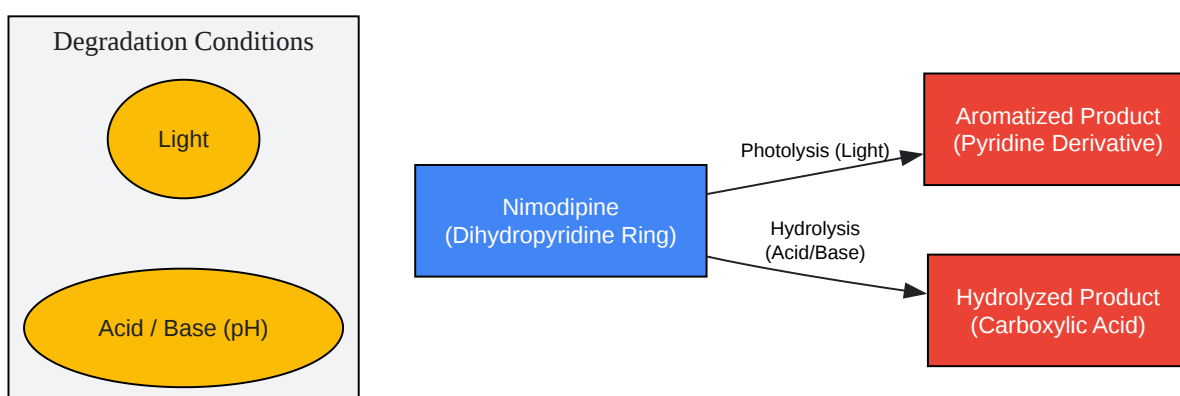 Degradation Conditions
Light
Acid / Base (pH)
Nimodipine
(Dihydropyridine Ring)
Photolysis (Light)
Hydrolysis
(Acid/Base)
Aromatized Product
(Pyridine Derivative)
Hydrolyzed Product
(Carboxylic Acid)